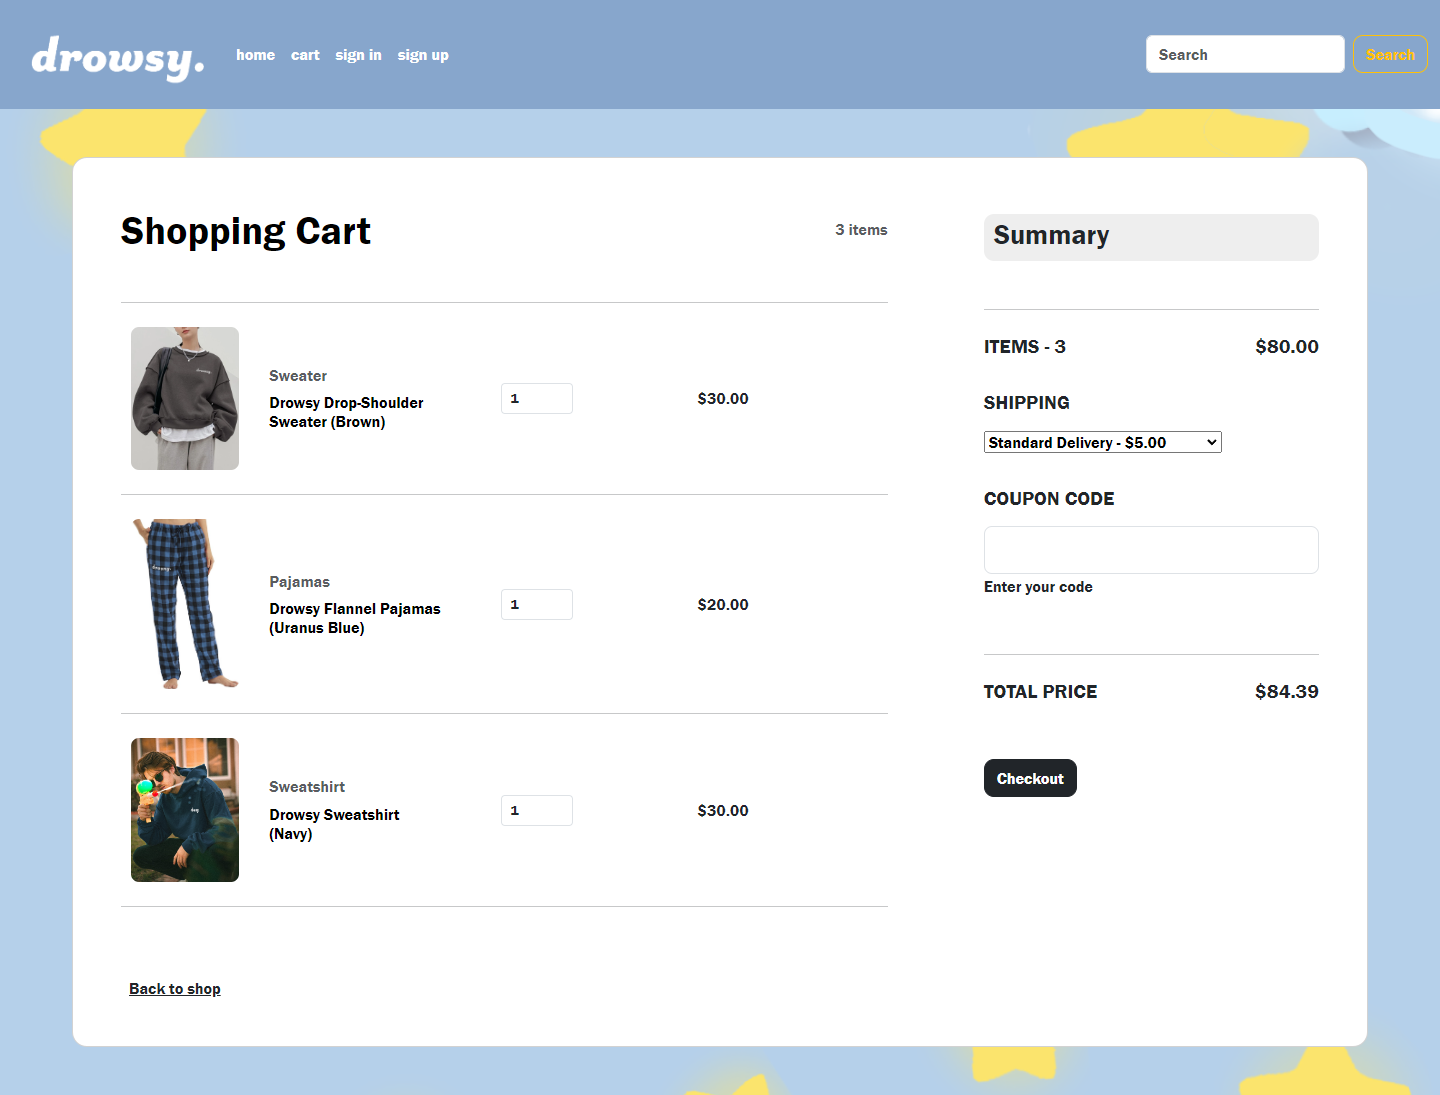 drowsy.
home cart sign in sign up
Search
Search
Shopping Cart
3 items
Sweater
Drowsy Drop-Shoulder
Sweater (Brown)
1
$30.00
Pajamas
Drowsy Flannel Pajamas
(Uranus Blue)
1
$20.00
Sweatshirt
Drowsy Sweatshirt
(Navy)
1
$30.00
Back to shop
Summary
ITEMS - 3 $80.00
SHIPPING
Standard Delivery - $5.00
COUPON CODE
Enter your code
TOTAL PRICE $84.39
Checkout